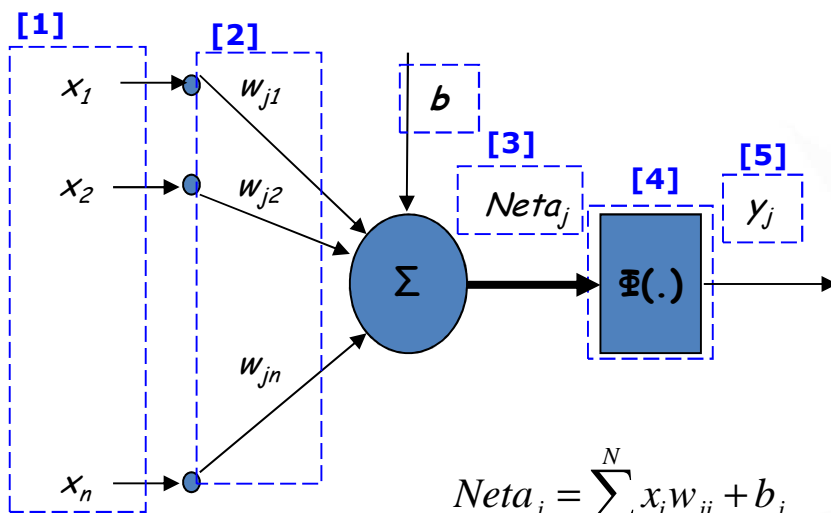 [1]
[2]
x1
wj1
b
[3]
[4]
[5]
x2
wj2
Netaj
yj
Σ
Φ(.)
wjn
xn
Netaj = ∑ N xiwji + bj